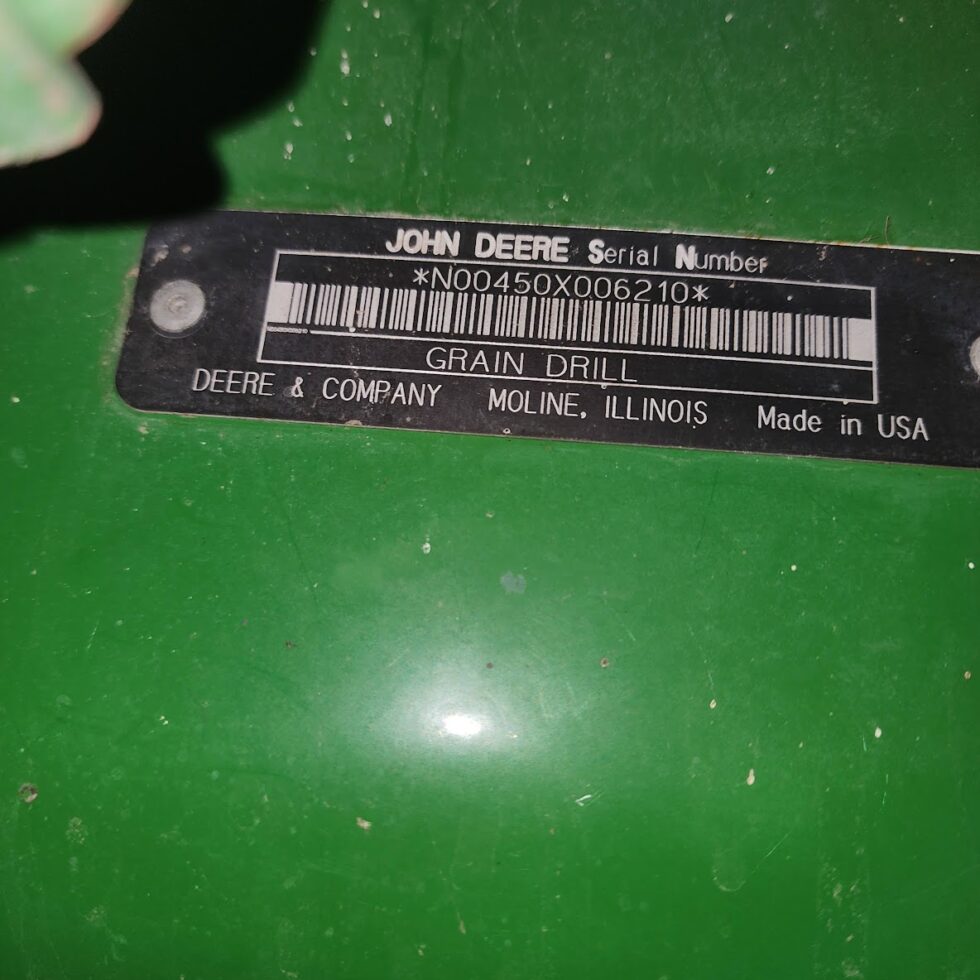 JOHN DEERE Serial Number
*N00450X006210*
GRAIN DRILL
DEERE & COMPANY MOLINE, ILLINOIS Made in USA